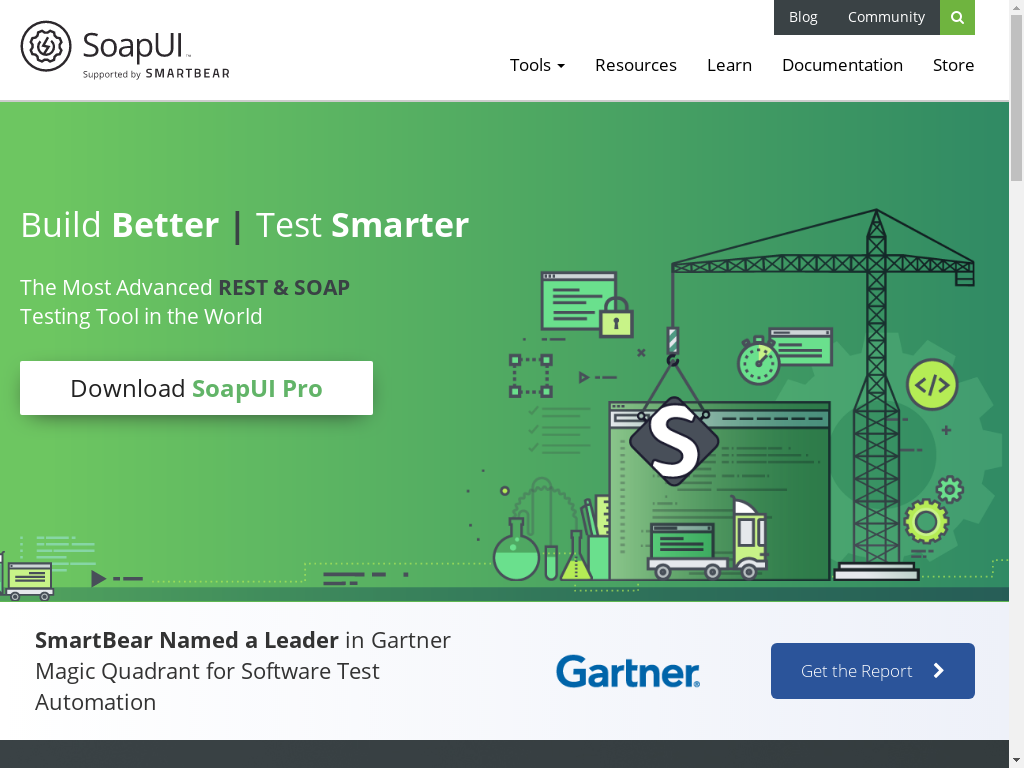 Blog Community
SoapUI™
Supported by SMARTBEAR
Tools Resources Learn Documentation Store
Build Better | Test Smarter
The Most Advanced REST & SOAP
Testing Tool in the World
Download SoapUI Pro
S
</>
SmartBear Named a Leader in Gartner
Magic Quadrant for Software Test
Automation
Gartner®
Get the Report